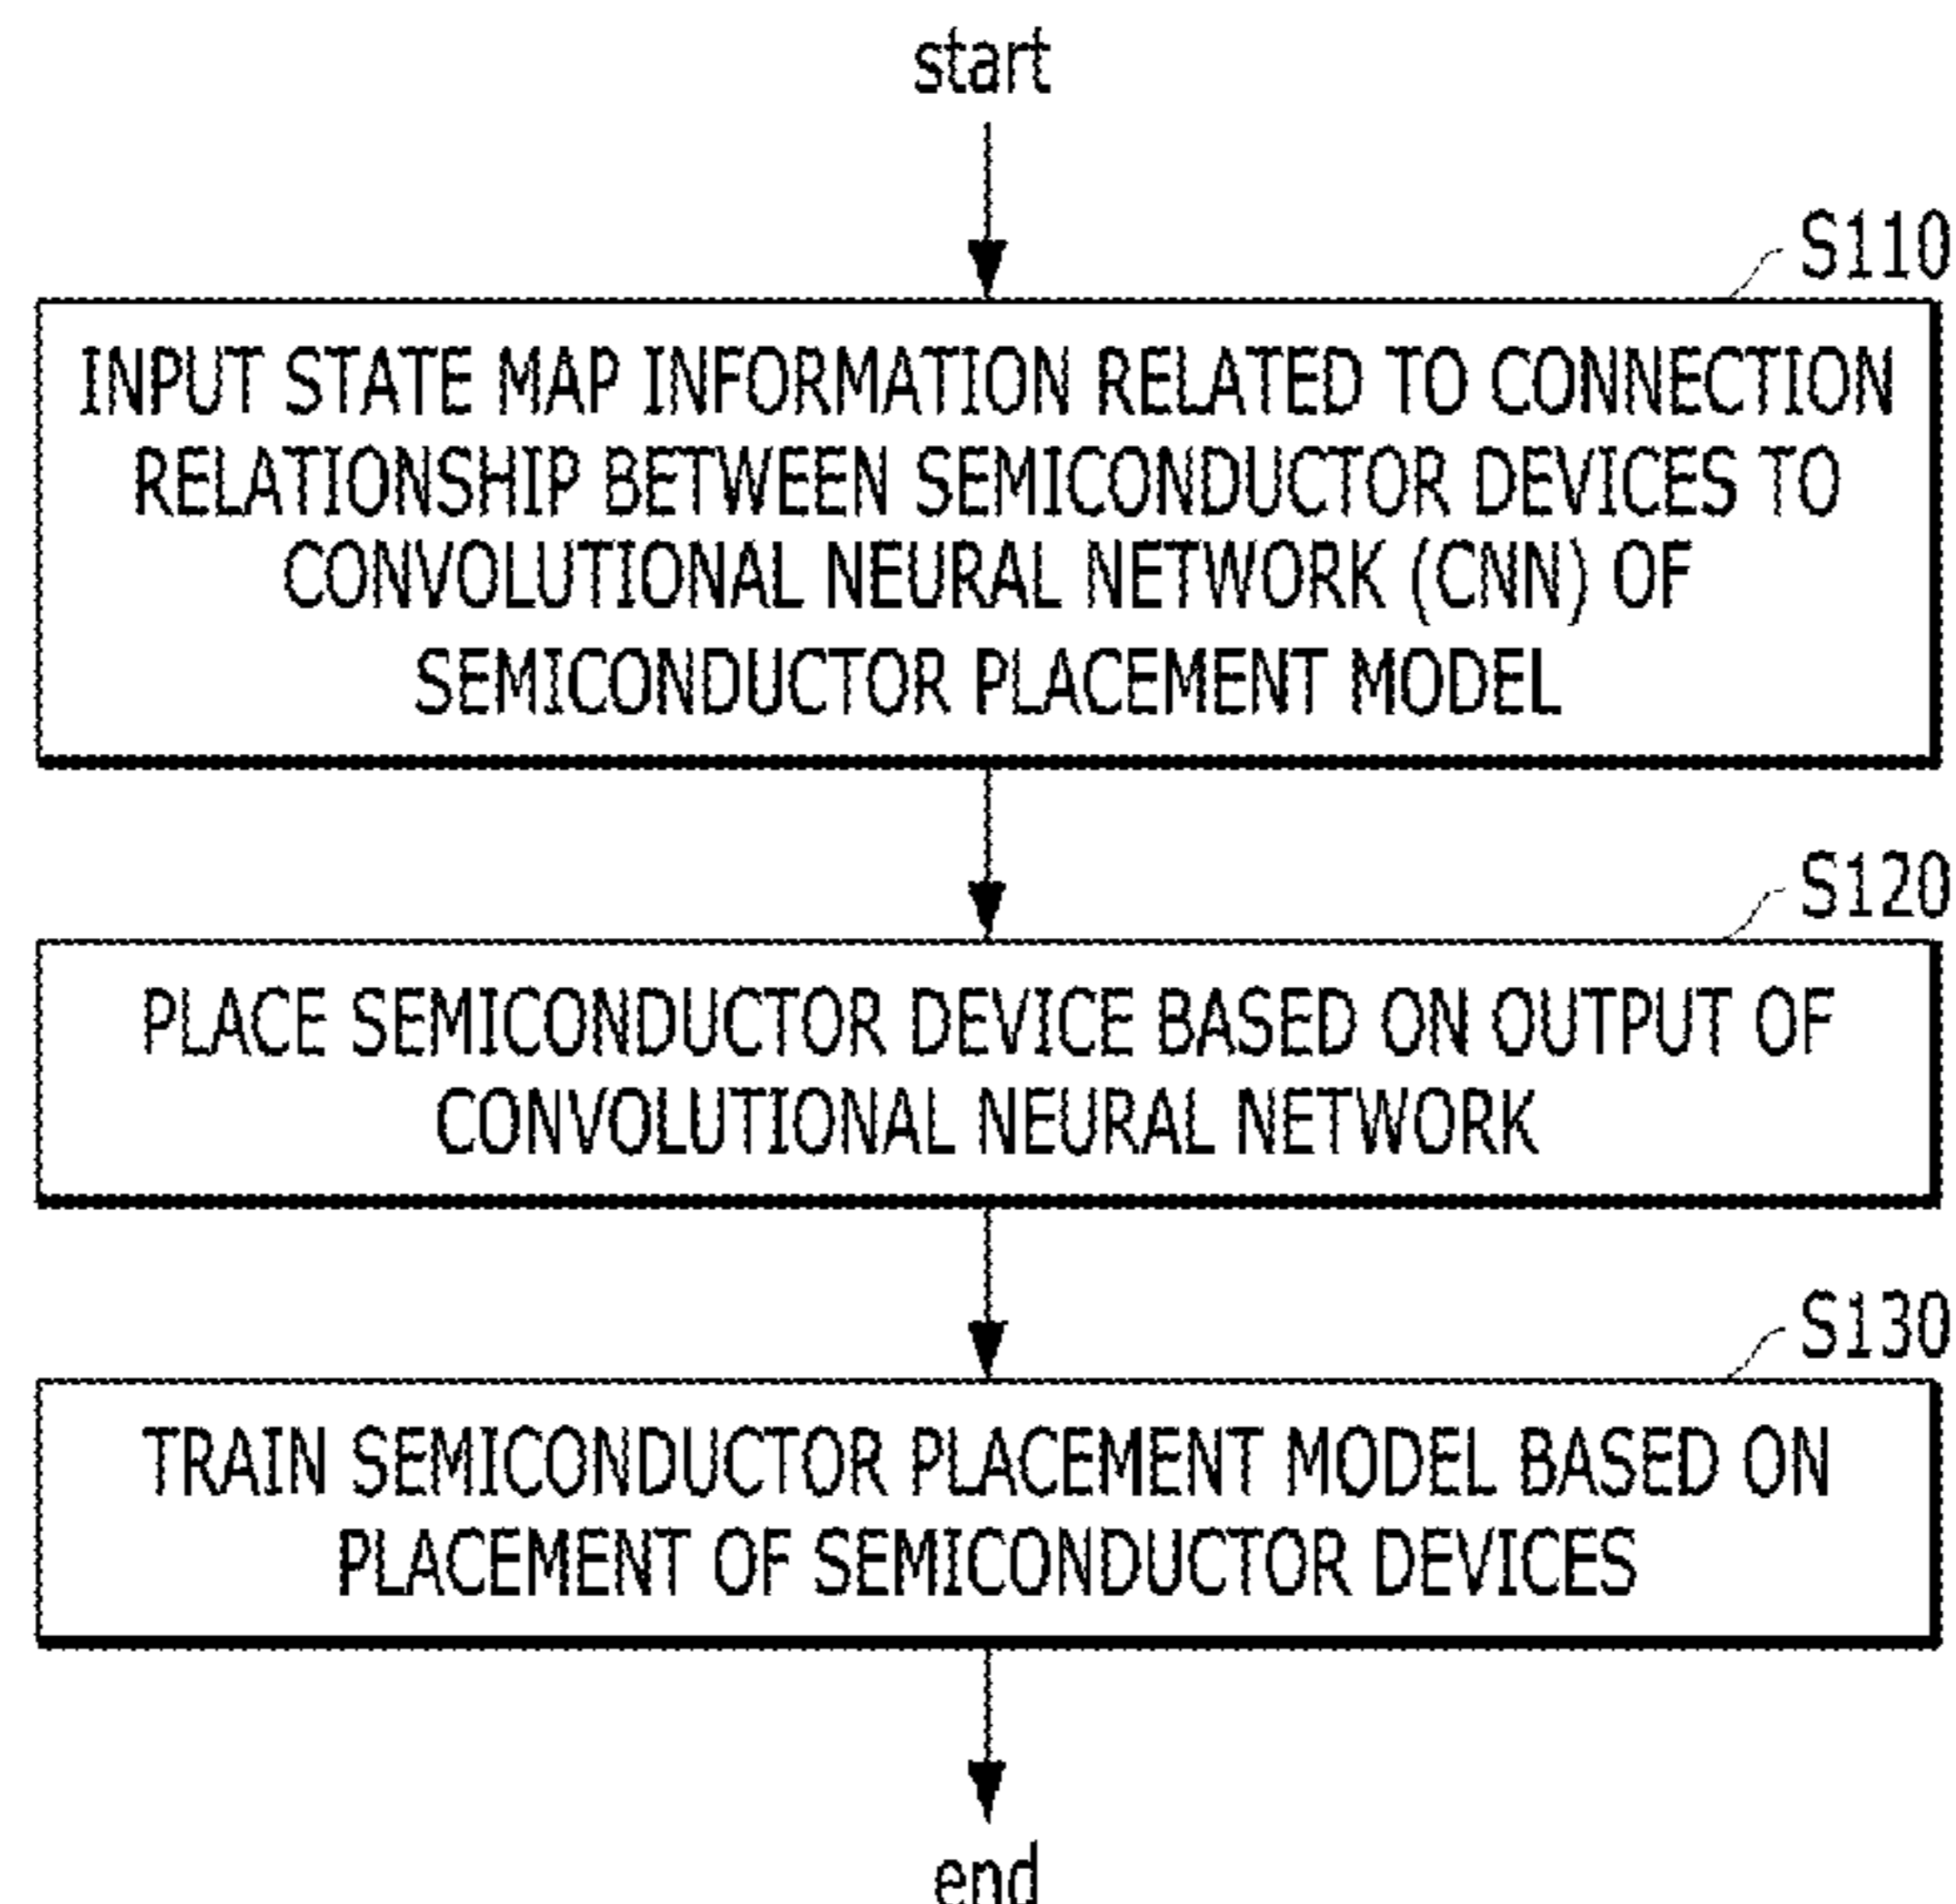 start
S110
INPUT STATE MAP INFORMATION RELATED TO CONNECTION
RELATIONSHIP BETWEEN SEMICONDUCTOR DEVICES TO
CONVOLUTIONAL NEURAL NETWORK (CNN) OF
SEMICONDUCTOR PLACEMENT MODEL
S120
PLACE SEMICONDUCTOR DEVICE BASED ON OUTPUT OF
CONVOLUTIONAL NEURAL NETWORK
S130
TRAIN SEMICONDUCTOR PLACEMENT MODEL BASED ON
PLACEMENT OF SEMICONDUCTOR DEVICES
end